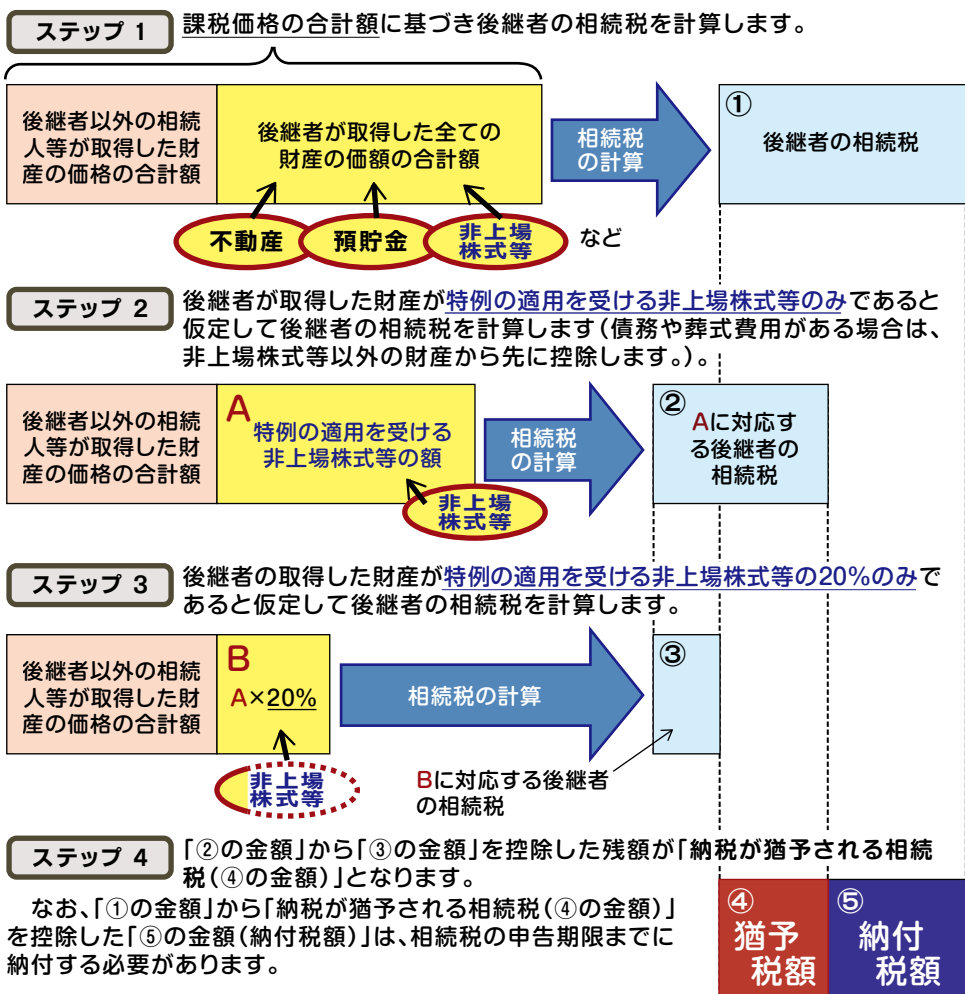 ステップ 1
課税価格の合計額に基づき後継者の相続税を計算します。
後継者以外の相続
人等が取得した財
産の価格の合計額
後継者が取得した全ての
財産の価額の合計額
相続税
の計算
①
後継者の相続税
不動産
預貯金
非上場
株式等
など
ステップ 2
後継者が取得した財産が特例の適用を受ける非上場株式等のみであると
仮定して後継者の相続税を計算します(債務や葬式費用がある場合は、
非上場株式等以外の財産から先に控除します。)。
後継者以外の相続
人等が取得した財
産の価格の合計額
A
特例の適用を受ける
非上場株式等の額
相続税
の計算
②
Aに対応す
る後継者の
相続税
非上場
株式等
ステップ 3
後継者の取得した財産が特例の適用を受ける非上場株式等の20%のみで
あると仮定して後継者の相続税を計算します。
後継者以外の相続
人等が取得した財
産の価格の合計額
B
A×20%
相続税の計算
③
非上場
株式等
Bに対応する後継者
の相続税
ステップ 4
「②の金額」から「③の金額」を控除した残額が「納税が猶予される相続
税(④の金額)」となります。
なお、「①の金額」から「納税が猶予される相続税(④の金額)」
を控除した「⑤の金額(納付税額)」は、相続税の申告期限までに
納付する必要があります。
④
猶予
税額
⑤
納付
税額